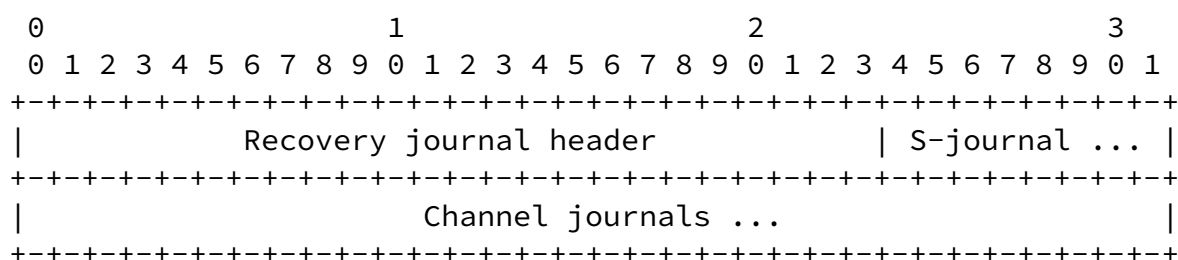 0                   1                   2                   3
 0 1 2 3 4 5 6 7 8 9 0 1 2 3 4 5 6 7 8 9 0 1 2 3 4 5 6 7 8 9 0 1
+-+-+-+-+-+-+-+-+-+-+-+-+-+-+-+-+-+-+-+-+-+-+-+-+-+-+-+-+-+-+-+-+
|            Recovery journal header            | S-journal ... |
+-+-+-+-+-+-+-+-+-+-+-+-+-+-+-+-+-+-+-+-+-+-+-+-+-+-+-+-+-+-+-+-+
|                      Channel journals ...                     |
+-+-+-+-+-+-+-+-+-+-+-+-+-+-+-+-+-+-+-+-+-+-+-+-+-+-+-+-+-+-+-+-+